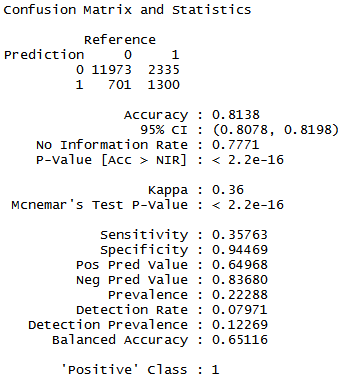 Confusion Matrix and Statistics
Reference
Prediction 0 1
0 11973 2335
1 701 1300
Accuracy : 0.8138
95% CI : (0.8078, 0.8198)
No Information Rate : 0.7771
P-Value [Acc > NIR] : < 2.2e-16
Kappa : 0.36
Mcnemar's Test P-Value : < 2.2e-16
Sensitivity : 0.35763
Specificity : 0.94469
Pos Pred Value : 0.64968
Neg Pred Value : 0.83680
Prevalence : 0.22288
Detection Rate : 0.07971
Detection Prevalence : 0.12269
Balanced Accuracy : 0.65116
'Positive' Class : 1